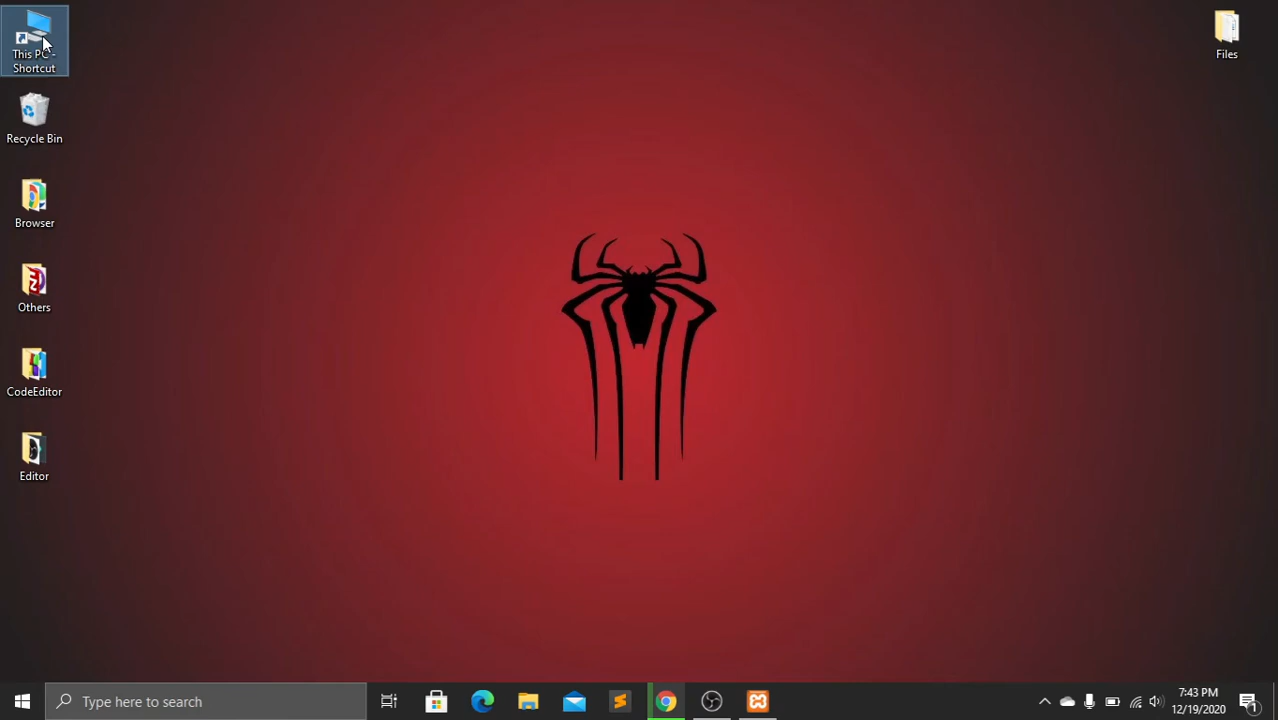 This PC -
Shortcut
Recycle Bin
Browser
Others
CodeEditor
Editor
Files
Type here to search
7:43 PM
12/19/2020
1